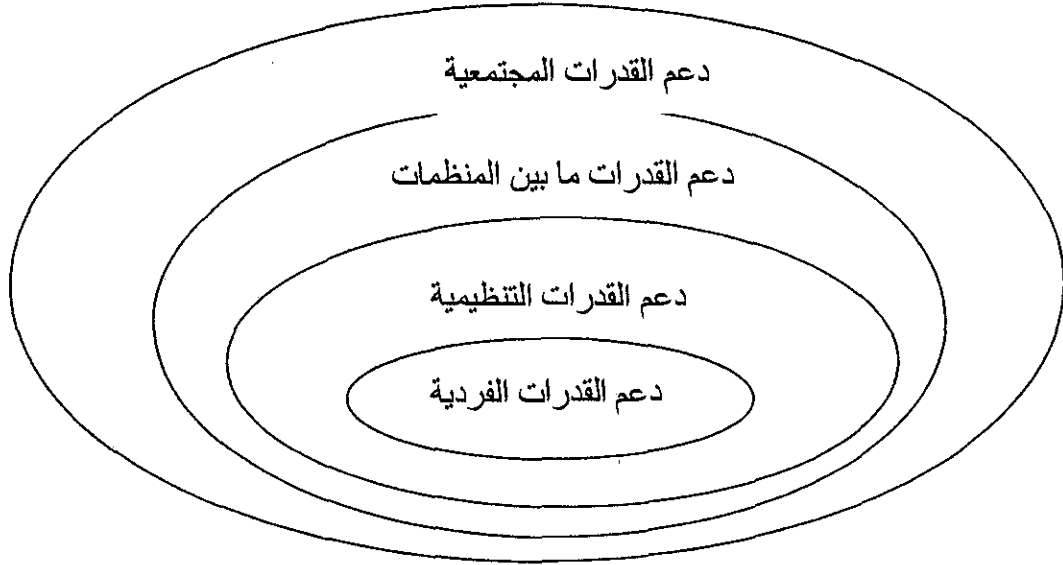 دعم القدرات المجتمعية
دعم القدرات ما بين المنظمات
دعم القدرات التنظيمية
دعم القدرات الفردية